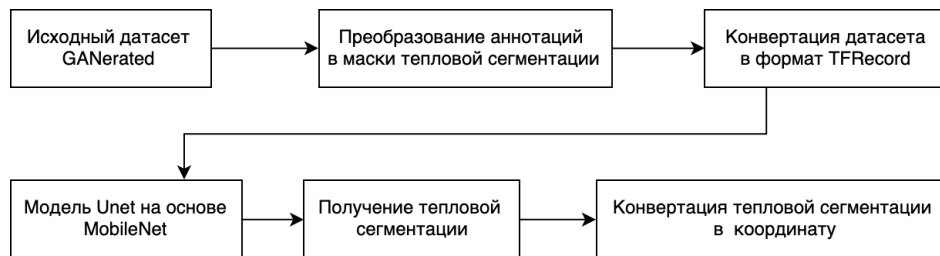 Исходный датасет
GANerated
Преобразование аннотаций
в маски тепловой сегментации
Конвертация датасета
в формат TFRecord
Модель Unet на основе
MobileNet
Получение тепловой
сегментации
Конвертация тепловой сегментации
в координату